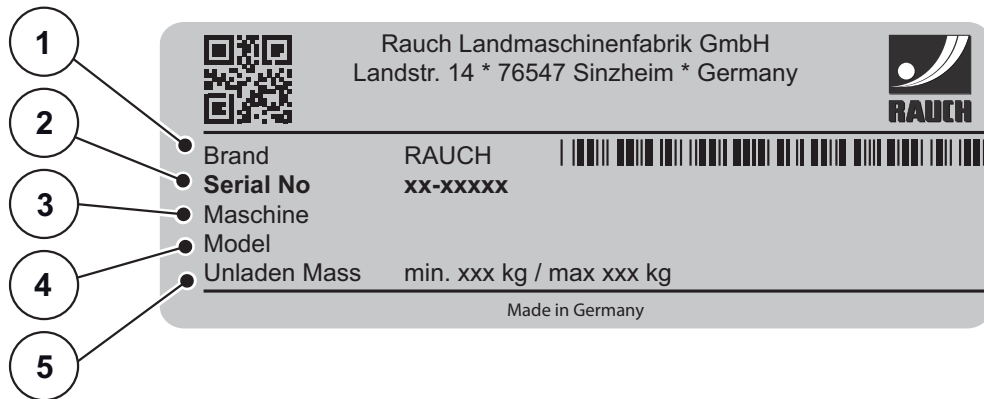 Rauch Landmaschinenfabrik GmbH
Landstr. 14 * 76547 Sinzheim * Germany
RAUCH
1
2
3
4
5
Brand RAUCH
Serial No xx-xxxxx
Maschine
Model
Unladen Mass min. xxx kg / max xxx kg
Made in Germany